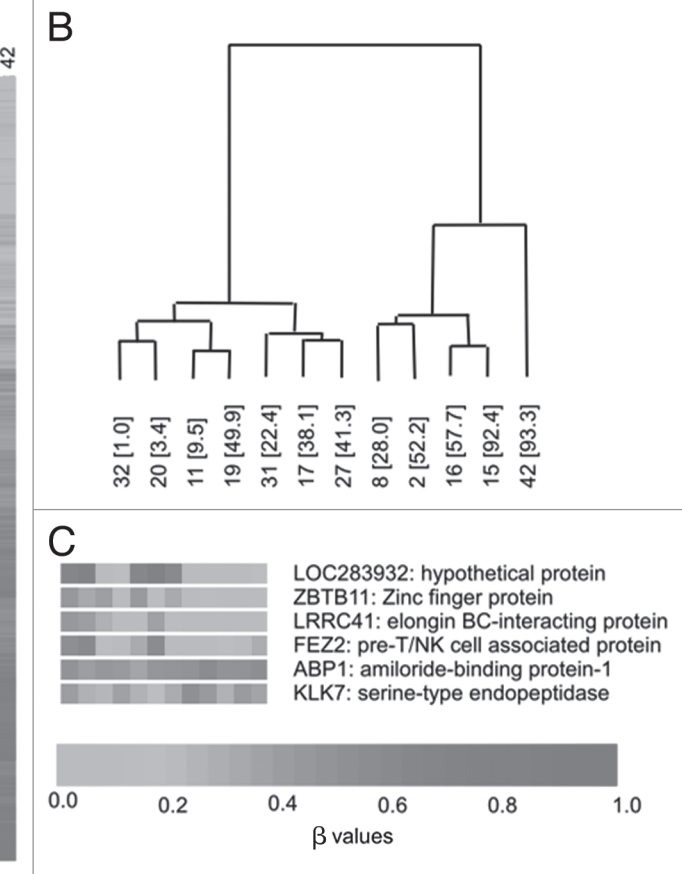 42
B
32 [1.0]
20 [3.4]
11 [9.5]
19 [49.9]
31 [22.4]
17 [38.1]
27 [41.3]
8 [28.0]
2 [52.2]
16 [57.7]
15 [92.4]
42 [93.3]
C
LOC283932: hypothetical protein
ZBTB11: Zinc finger protein
LRRC41: elongin BC-interacting protein
FEZ2: pre-T/NK cell associated protein
ABP1: amiloride-binding protein-1
KLK7: serine-type endopeptidase
0.0 0.2 0.4 0.6 0.8 1.0
β values